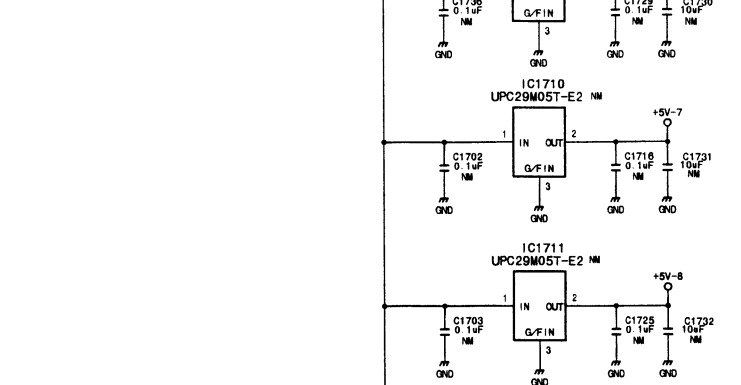 C1736 C1729 C1730
0.1uF G/FIN 0.1uF 10uF
NM NM NM
3
GND GND GND GND
IC1710
UPC29M05T-E2 NM
+5V-7
1 IN OUT 2
C1702 C1716 C1731
0.1uF G/FIN 0.1uF 10uF
NM NM NM
3
GND GND GND GND
IC1711
UPC29M05T-E2 NM
+5V-8
1 IN OUT 2
C1703 C1725 C1732
0.1uF G/FIN 0.1uF 10uF
NM NM NM
3
GND GND GND GND